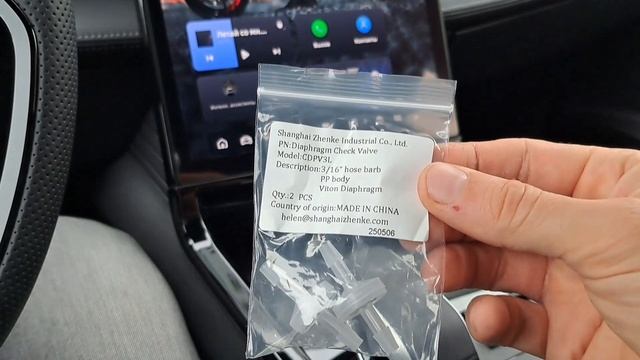 Shanghai Zhenke Industrial Co., Ltd.
PN:Diaphragm Check Valve
Model:CDPV3L
Description:3/16" hose barb
PP body
Viton Diaphragm
Qty.:2 PCS
Country of origin:MADE IN CHINA
helen@shanghaizhenke.com
250506
Контакты